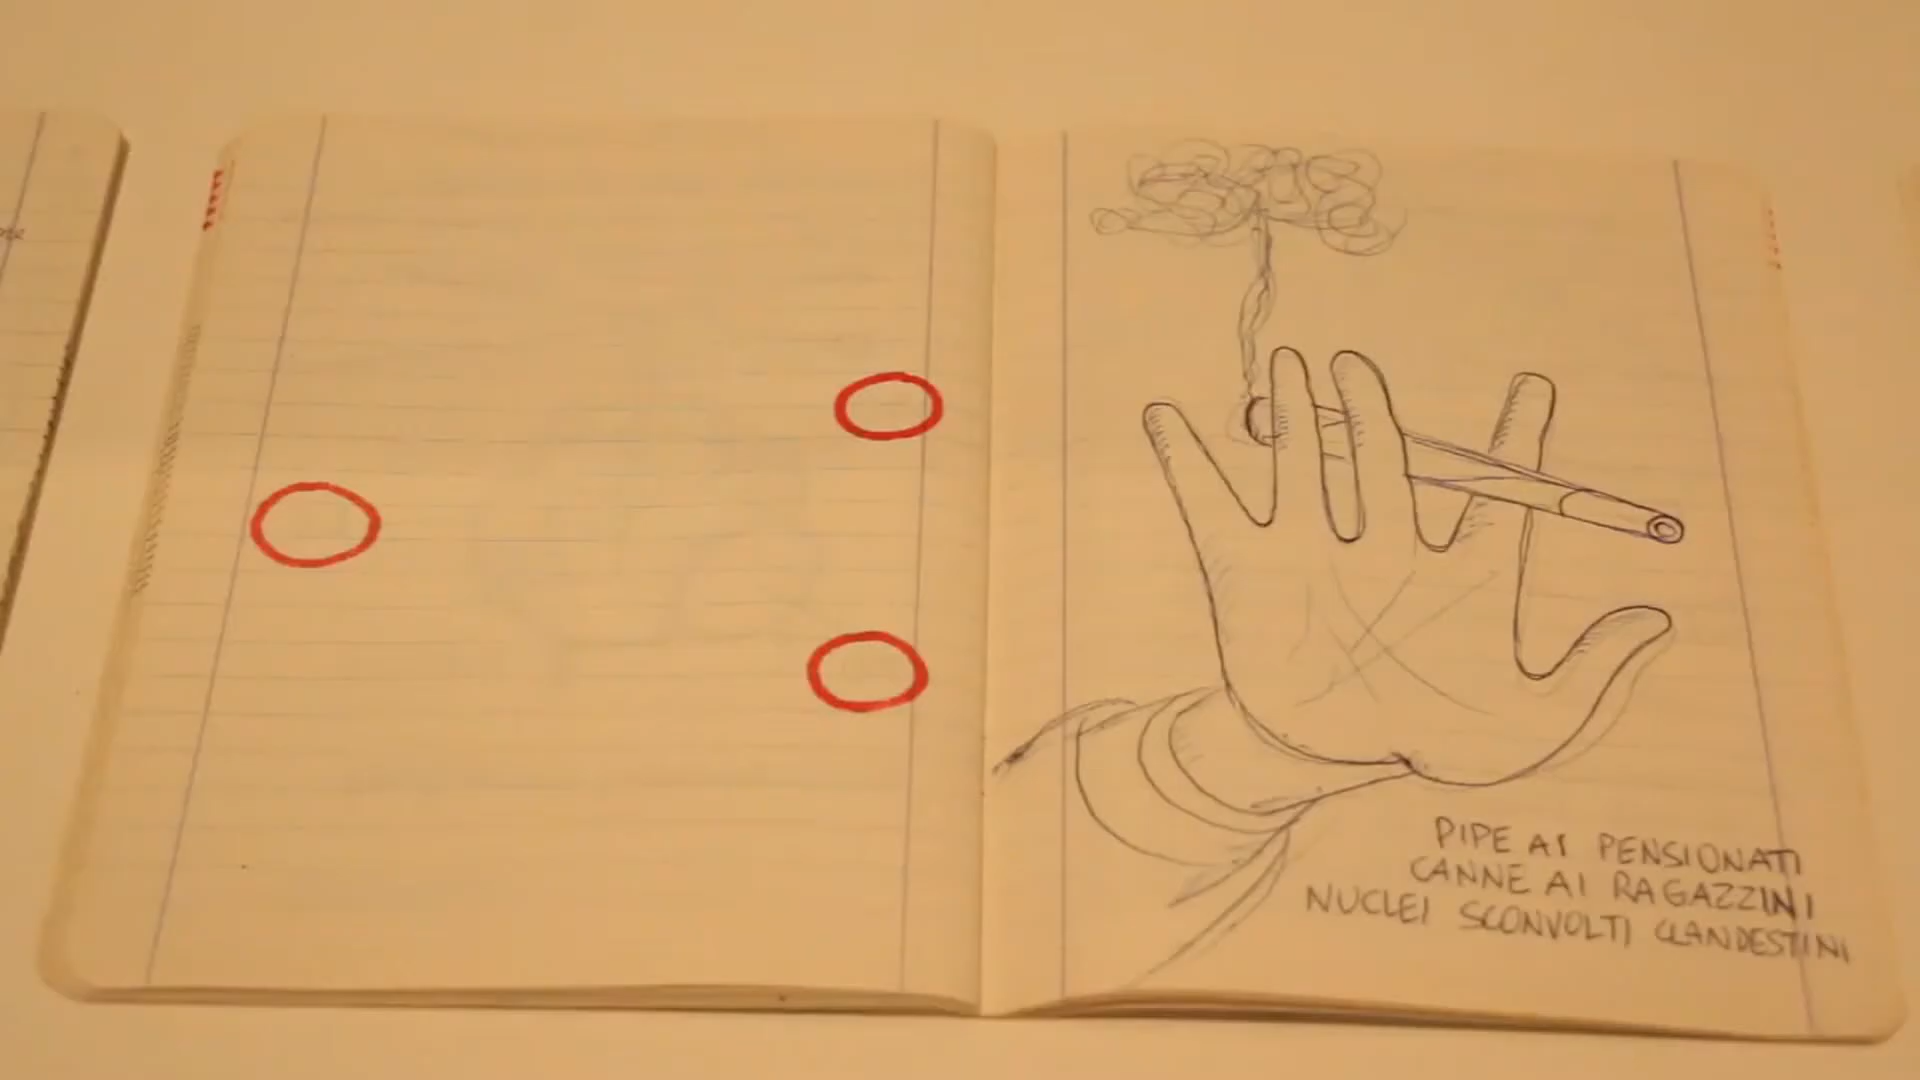 PIPE AI PENSIONATI
CANNE AI RAGAZZINI
NUCLEI SCONVOLTI CLANDESTINI